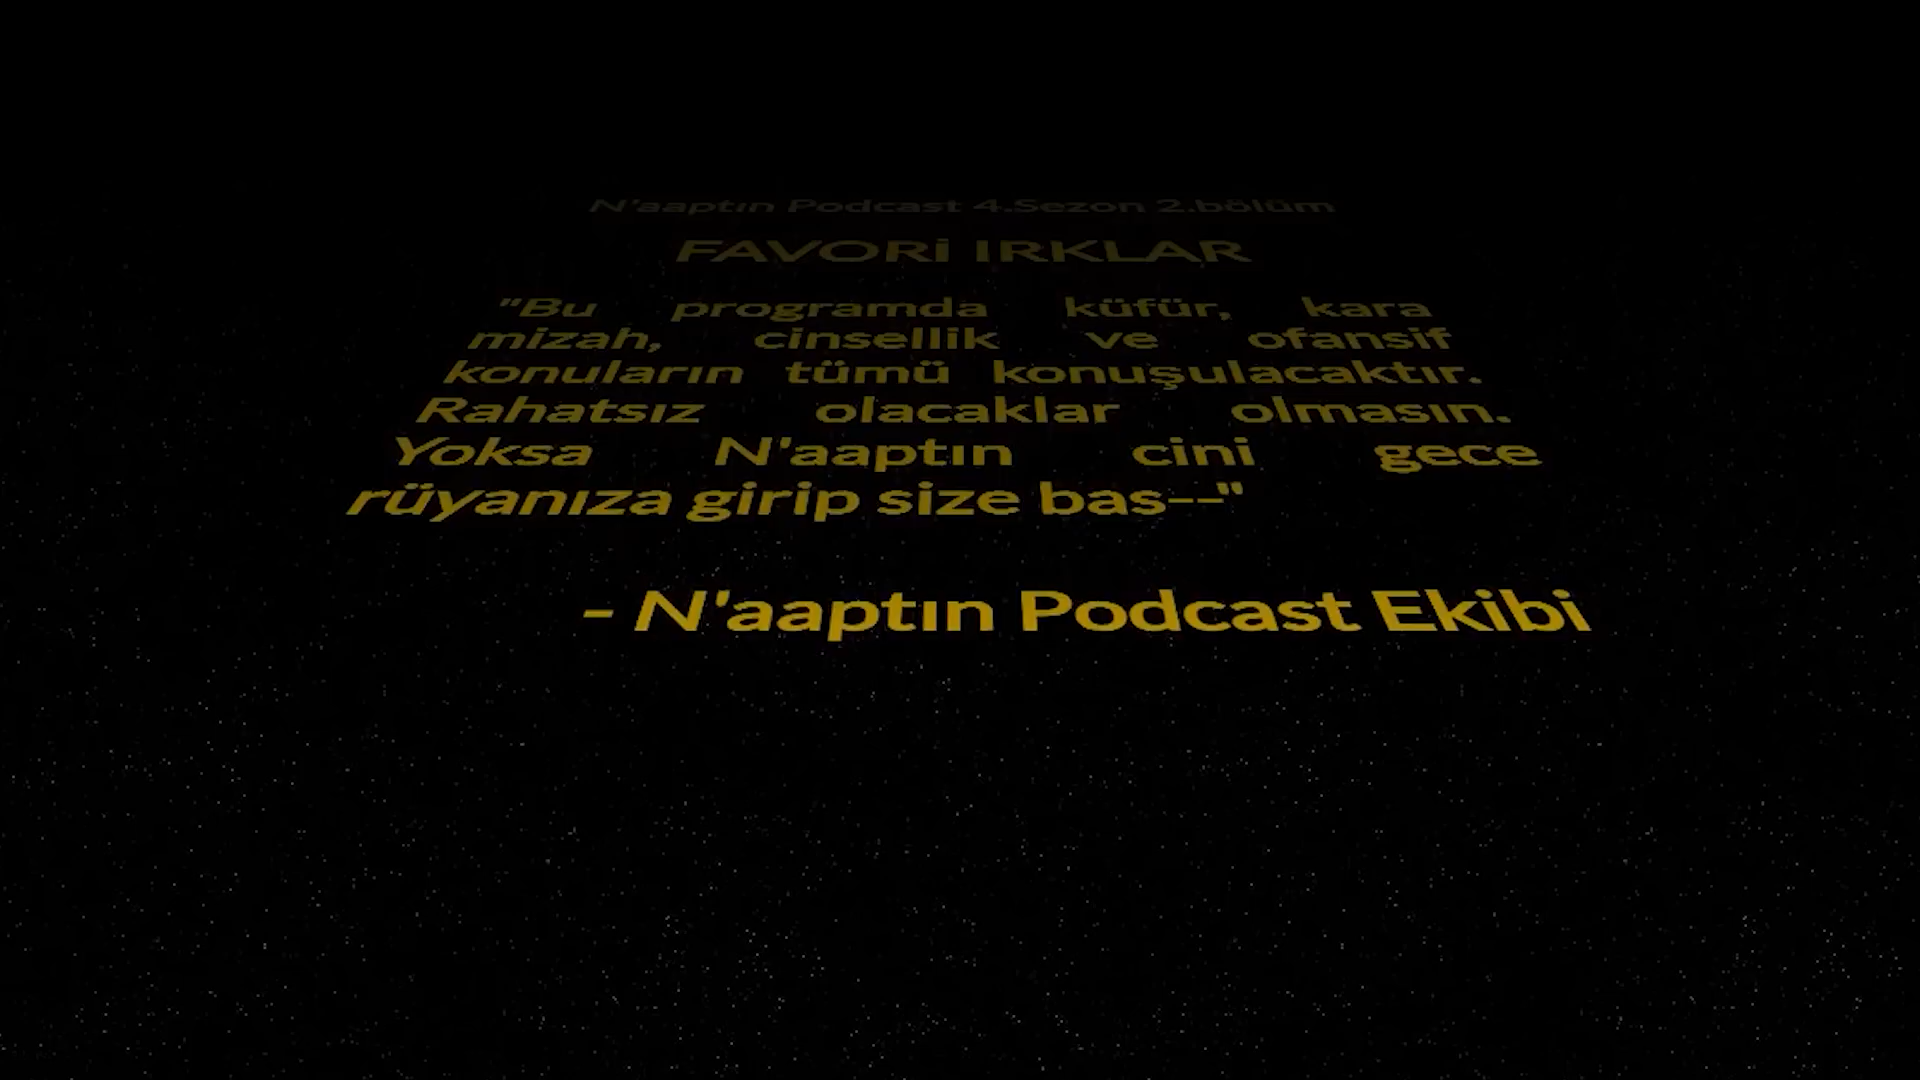 N'aaptın Podcast 4.Sezon 2.bölüm
FAVORİ IRKLAR
"Bu programda küfür, kara
mizah, cinsellik ve ofansif
konuların tümü konuşulacaktır.
Rahatsız olacaklar olmasın.
Yoksa N'aaptın cini gece
rüyanıza girip size bas--"
- N'aaptın Podcast Ekibi